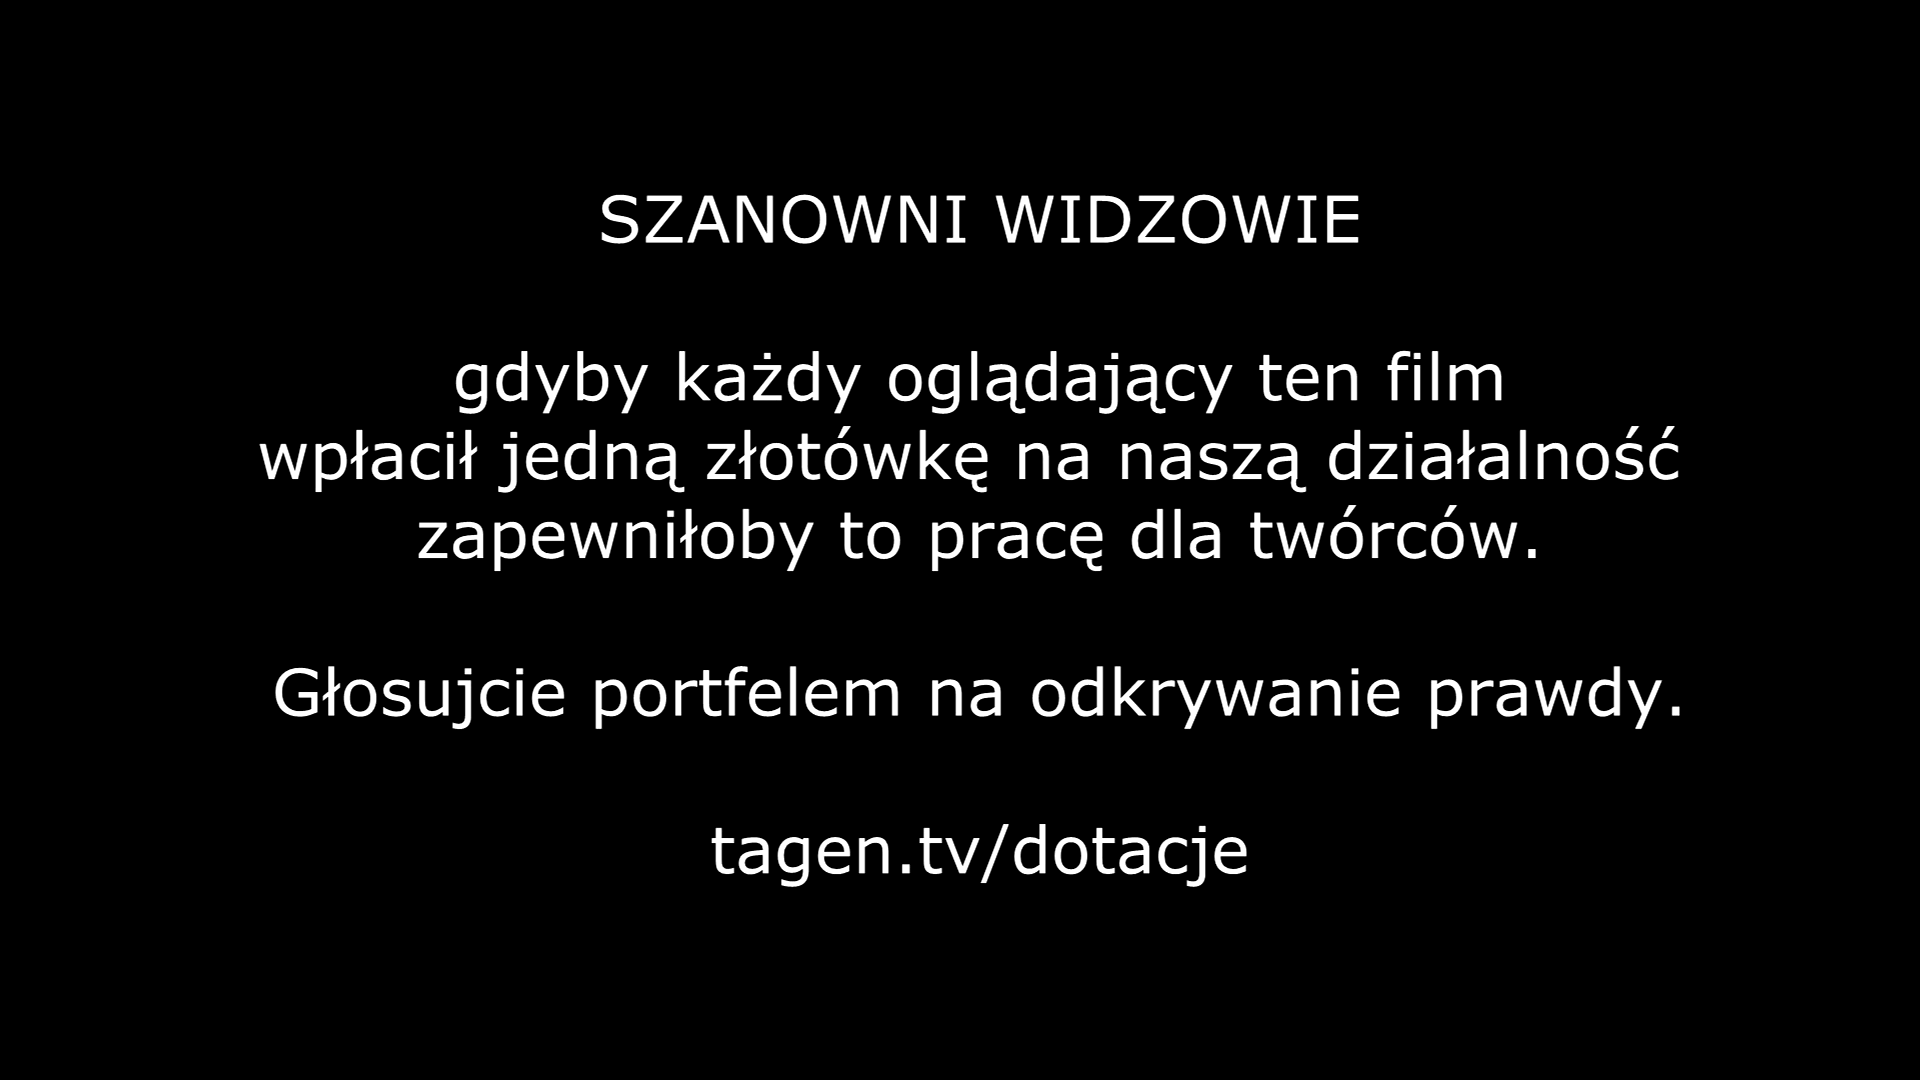 SZANOWNI WIDZOWIE
gdyby każdy oglądający ten film
wpłacił jedną złotówkę na naszą działalność
zapewniłoby to pracę dla twórców.
Głosujcie portfelem na odkrywanie prawdy.
tagen.tv/dotacje